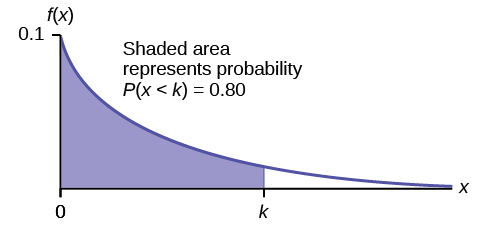 f(x)
0.1
Shaded area
represents probability
P(x < k) = 0.80
x
0
k